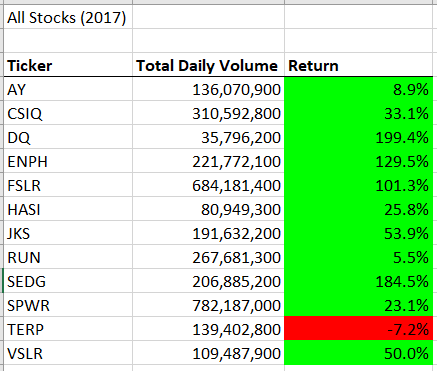 All Stocks (2017)
Ticker Total Daily Volume Return
AY 136,070,900 8.9%
CSIQ 310,592,800 33.1%
DQ 35,796,200 199.4%
ENPH 221,772,100 129.5%
FSLR 684,181,400 101.3%
HASI 80,949,300 25.8%
JKS 191,632,200 53.9%
RUN 267,681,300 5.5%
SEDG 206,885,200 184.5%
SPWR 782,187,000 23.1%
TERP 139,402,800 -7.2%
VSLR 109,487,900 50.0%